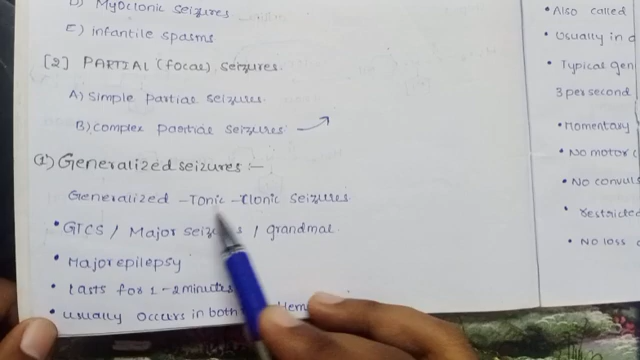 D) Myoclonic seizures
E) infantile spasms
[2] PARTIAL (focal) seizures.
A) simple partial seizures.
B) complex partial seizures
(1) Generalized seizures :-
Generalized - Tonic - Clonic seizures
• GTCS / Major / grandmal.
• Major epilepsy
• Lasts for 1-2 minutes
• usually occurs in both
• Also called
• Usually in
• Typical gen
3 per second
• Momentary
• No motor
• No convuls
• Restricted
• No loss